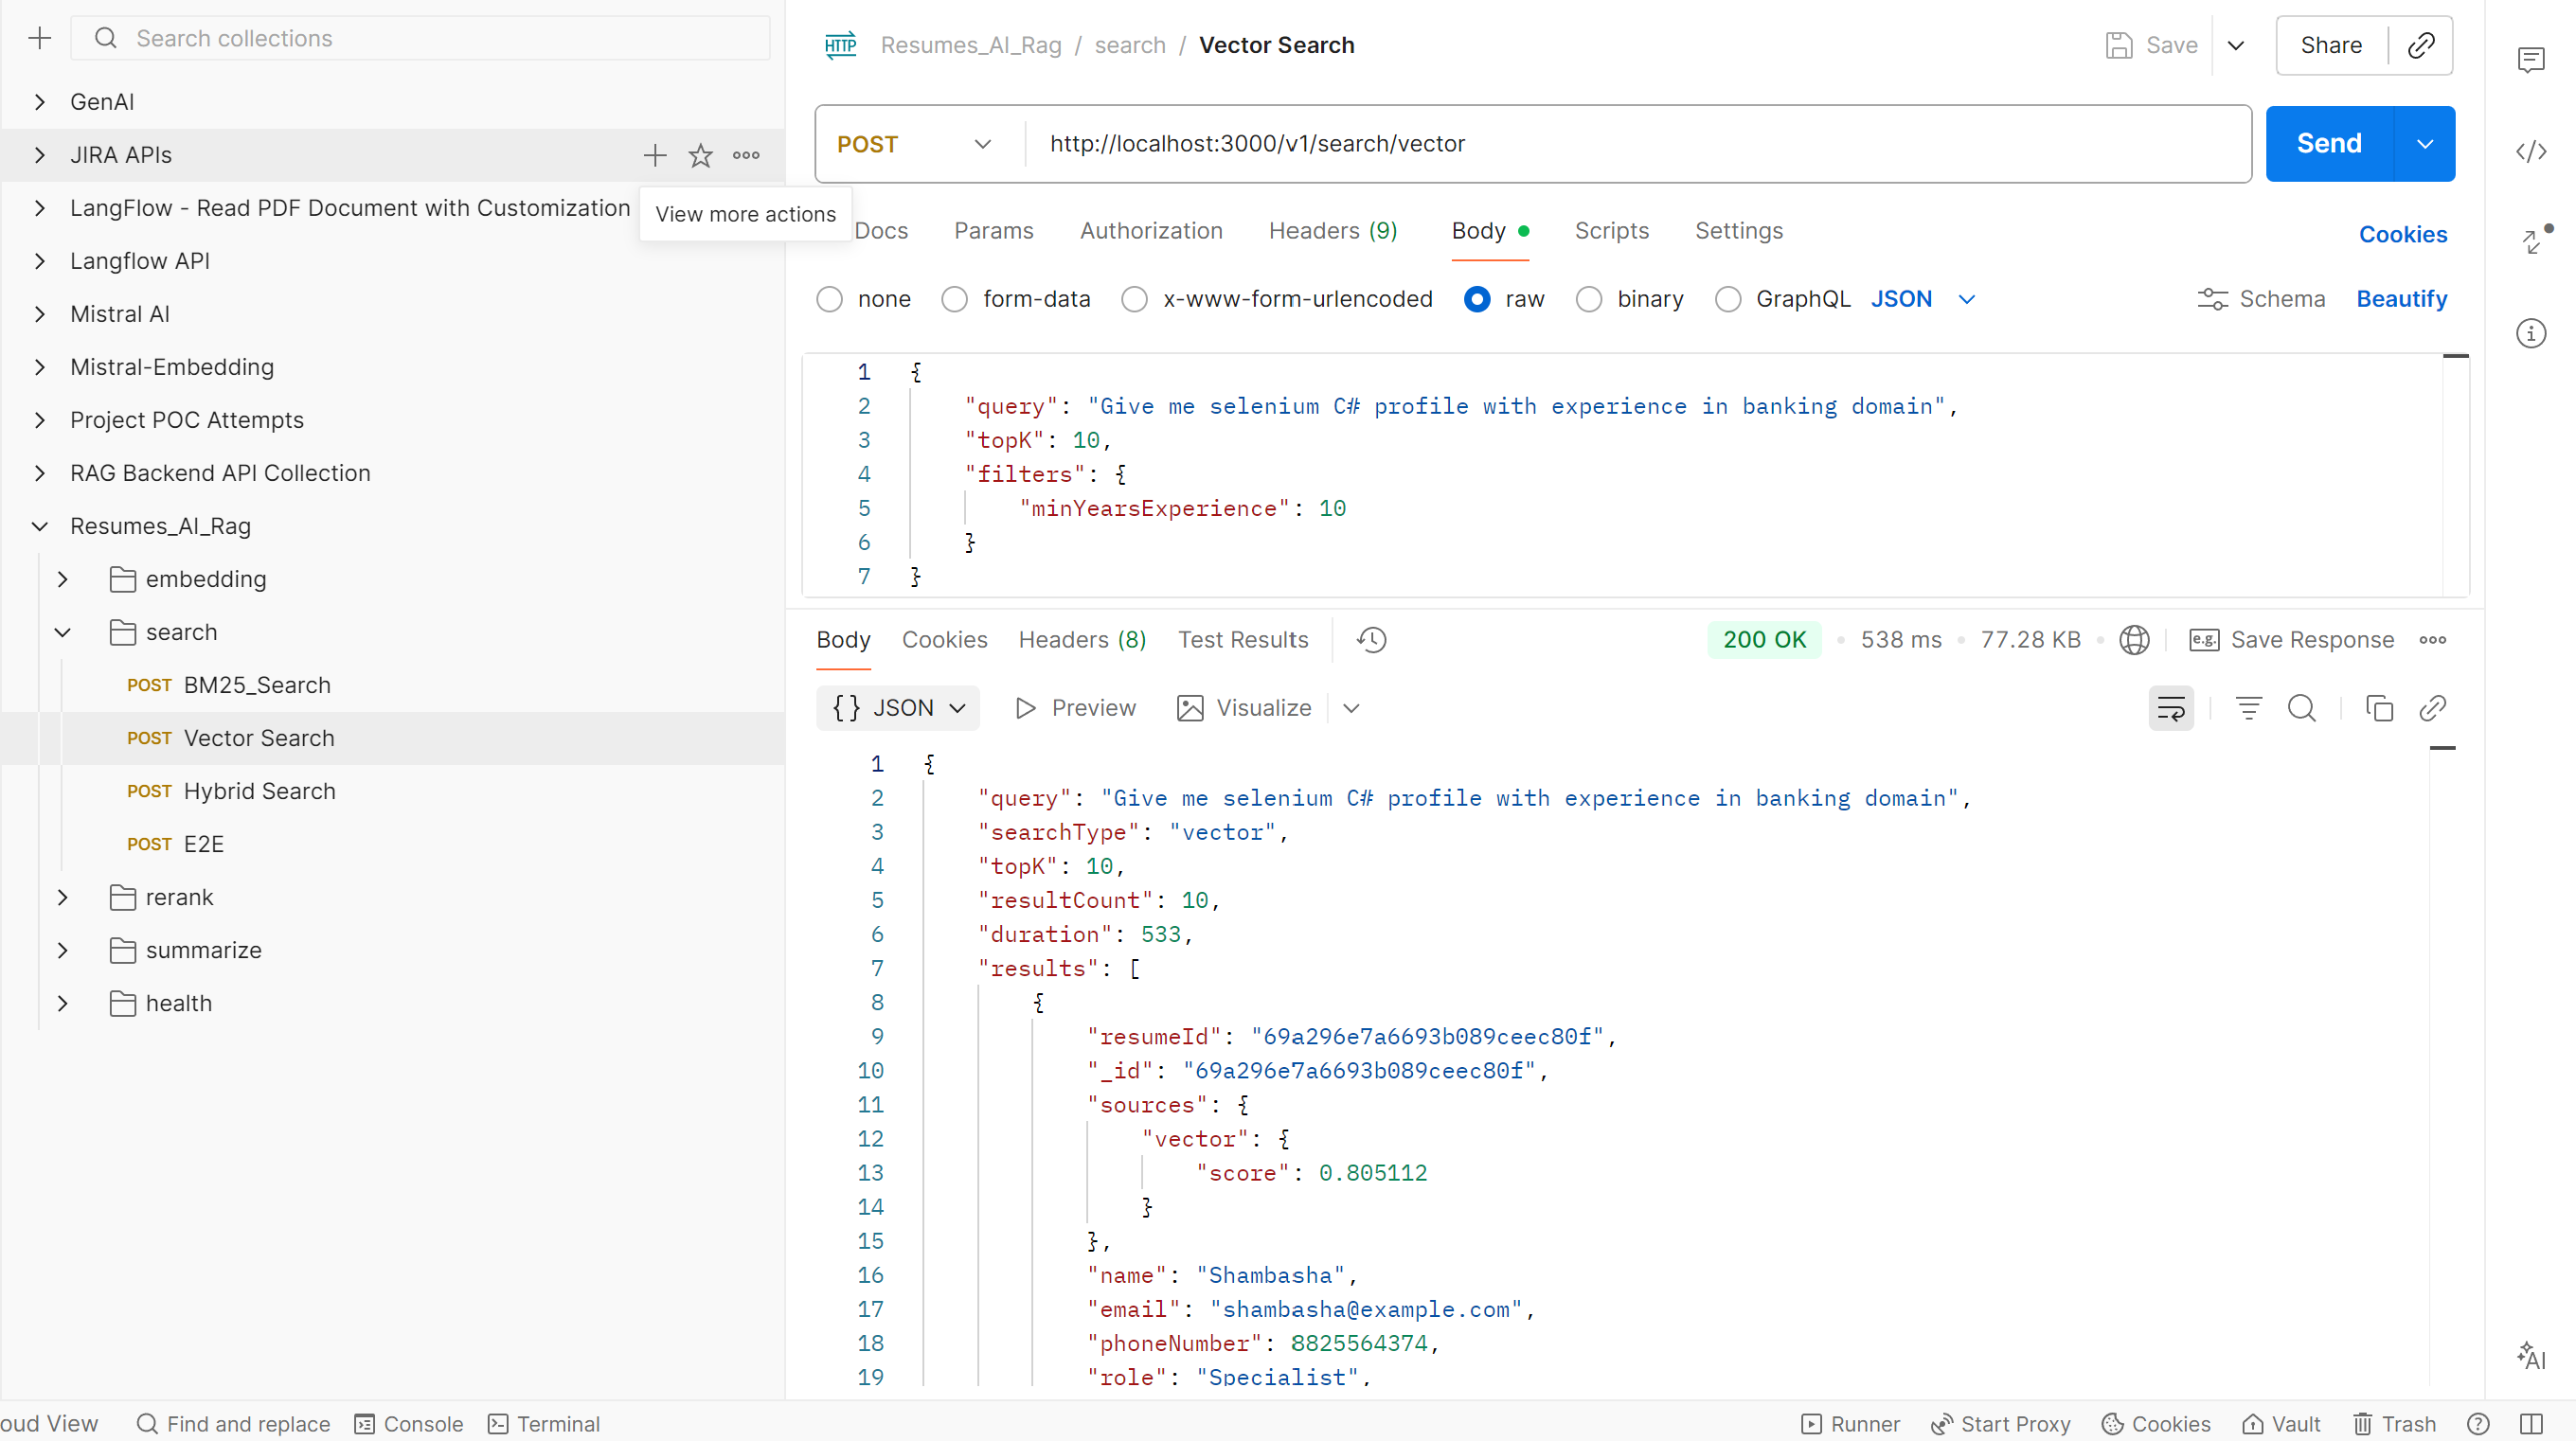 Search collections
GenAI
JIRA APIs
LangFlow - Read PDF Document with Customization
View more actions
Langflow API
Mistral AI
Mistral-Embedding
Project POC Attempts
RAG Backend API Collection
Resumes_AI_Rag
embedding
search
POST BM25_Search
POST Vector Search
POST Hybrid Search
POST E2E
rerank
summarize
health
HTTP Resumes_AI_Rag / search / Vector Search
Save
Share
POST http://localhost:3000/v1/search/vector
Send
Docs Params Authorization Headers (9) Body Scripts Settings Cookies
none form-data x-www-form-urlencoded raw binary GraphQL JSON Schema Beautify
1 {
2 "query": "Give me selenium C# profile with experience in banking domain",
3 "topK": 10,
4 "filters": {
5 "minYearsExperience": 10
6 }
7 }
Body Cookies Headers (8) Test Results 200 OK 538 ms 77.28 KB e.g. Save Response
{} JSON Preview Visualize
1 {
2 "query": "Give me selenium C# profile with experience in banking domain",
3 "searchType": "vector",
4 "topK": 10,
5 "resultCount": 10,
6 "duration": 533,
7 "results": [
8 {
9 "resumeId": "69a296e7a6693b089ceec80f",
10 "_id": "69a296e7a6693b089ceec80f",
11 "sources": {
12 "vector": {
13 "score": 0.805112
14 }
15 },
16 "name": "Shambasha",
17 "email": "shambasha@example.com",
18 "phoneNumber": 8825564374,
19 "role": "Specialist",
AI
oud View Find and replace Console Terminal Runner Start Proxy Cookies Vault Trash